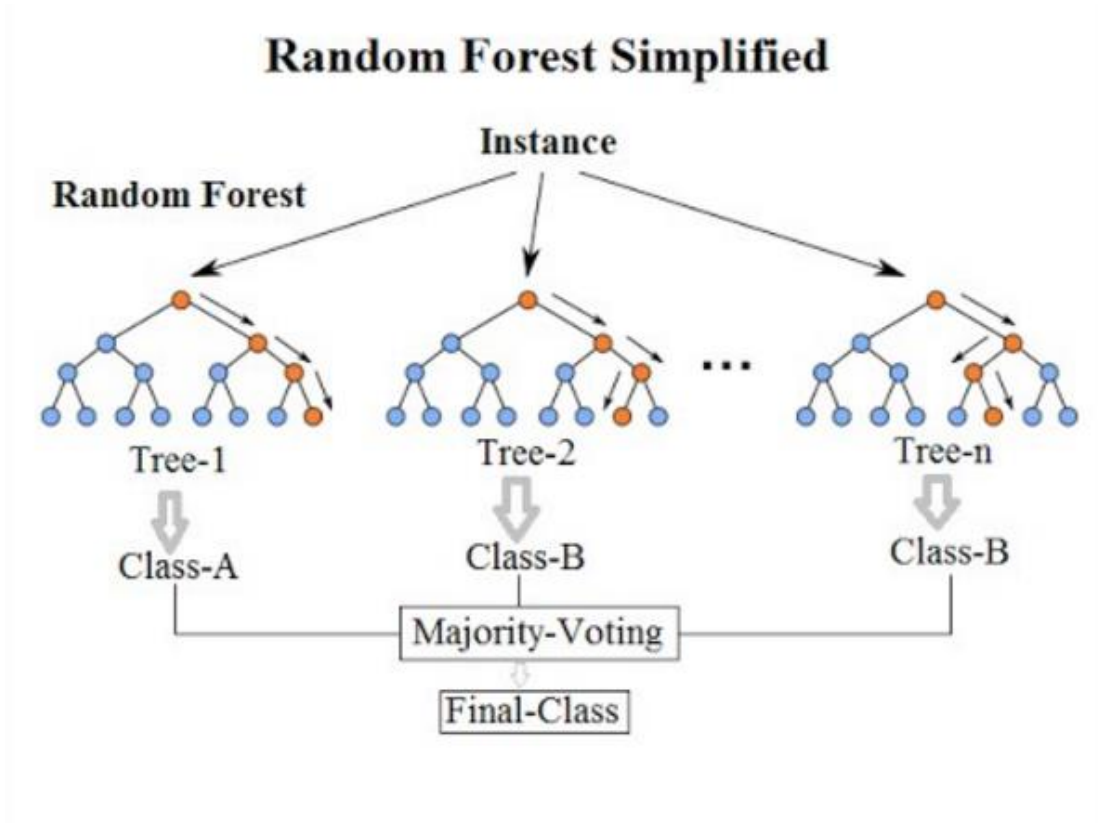 Random Forest Simplified
Instance
Random Forest
...
Tree-1
Tree-2
Tree-n
Class-A
Class-B
Class-B
Majority-Voting
Final-Class